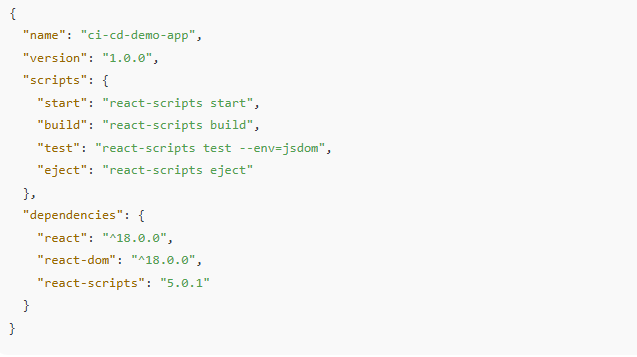 {
  "name": "ci-cd-demo-app",
  "version": "1.0.0",
  "scripts": {
    "start": "react-scripts start",
    "build": "react-scripts build",
    "test": "react-scripts test --env=jsdom",
    "eject": "react-scripts eject"
  },
  "dependencies": {
    "react": "^18.0.0",
    "react-dom": "^18.0.0",
    "react-scripts": "5.0.1"
  }
}